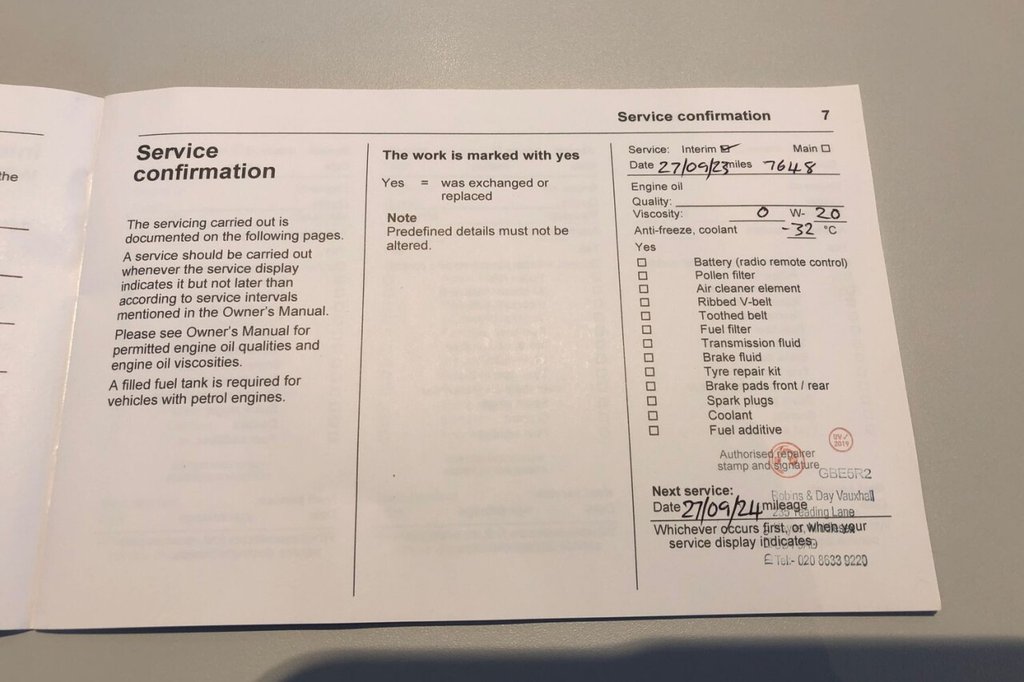 the
Service
confirmation
The servicing carried out is
documented on the following pages.
A service should be carried out
whenever the service display
indicates it but not later than
according to service intervals
mentioned in the Owner's Manual.
Please see Owner's Manual for
permitted engine oil qualities and
engine oil viscosities.
A filled fuel tank is required for
vehicles with petrol engines.
The work is marked with yes
Yes = was exchanged or
replaced
Note
Predefined details must not be
altered.
Service confirmation 7
Service: Interim ☑ Main ☐
Date 27/09/23 miles 7648
Engine oil
Quality:
Viscosity: 0 W- 20
Anti-freeze, coolant -32 °C
Yes
☐ Battery (radio remote control)
☐ Pollen filter
☐ Air cleaner element
☐ Ribbed V-belt
☐ Toothed belt
☐ Fuel filter
☐ Transmission fluid
☐ Brake fluid
☐ Tyre repair kit
☐ Brake pads front / rear
☐ Spark plugs
☐ Coolant
☐ Fuel additive
UV✓
2019
Authorised repairer
stamp and signature
GBE5R2
Next service:
Robins & Day Vauxhall
Date 27/09/24 mileage
Lane
Whichever occurs first, or when your
service display indicates.
Tel:- 020 8633 0220